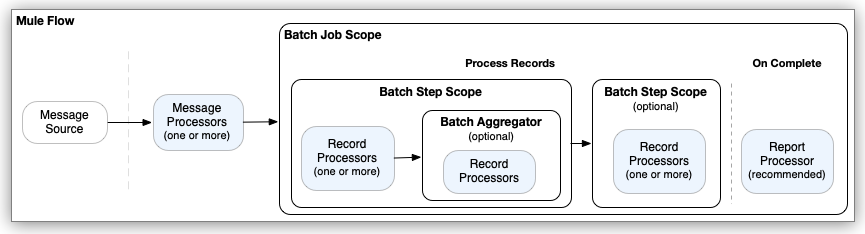 Mule Flow
Batch Job Scope
Process Records
On Complete
Message
Source
Message
Processors
(one or more)
Batch Step Scope
Record
Processors
(one or more)
Batch Aggregator
(optional)
Record
Processors
Batch Step Scope
(optional)
Record
Processors
(one or more)
Report
Processor
(recommended)